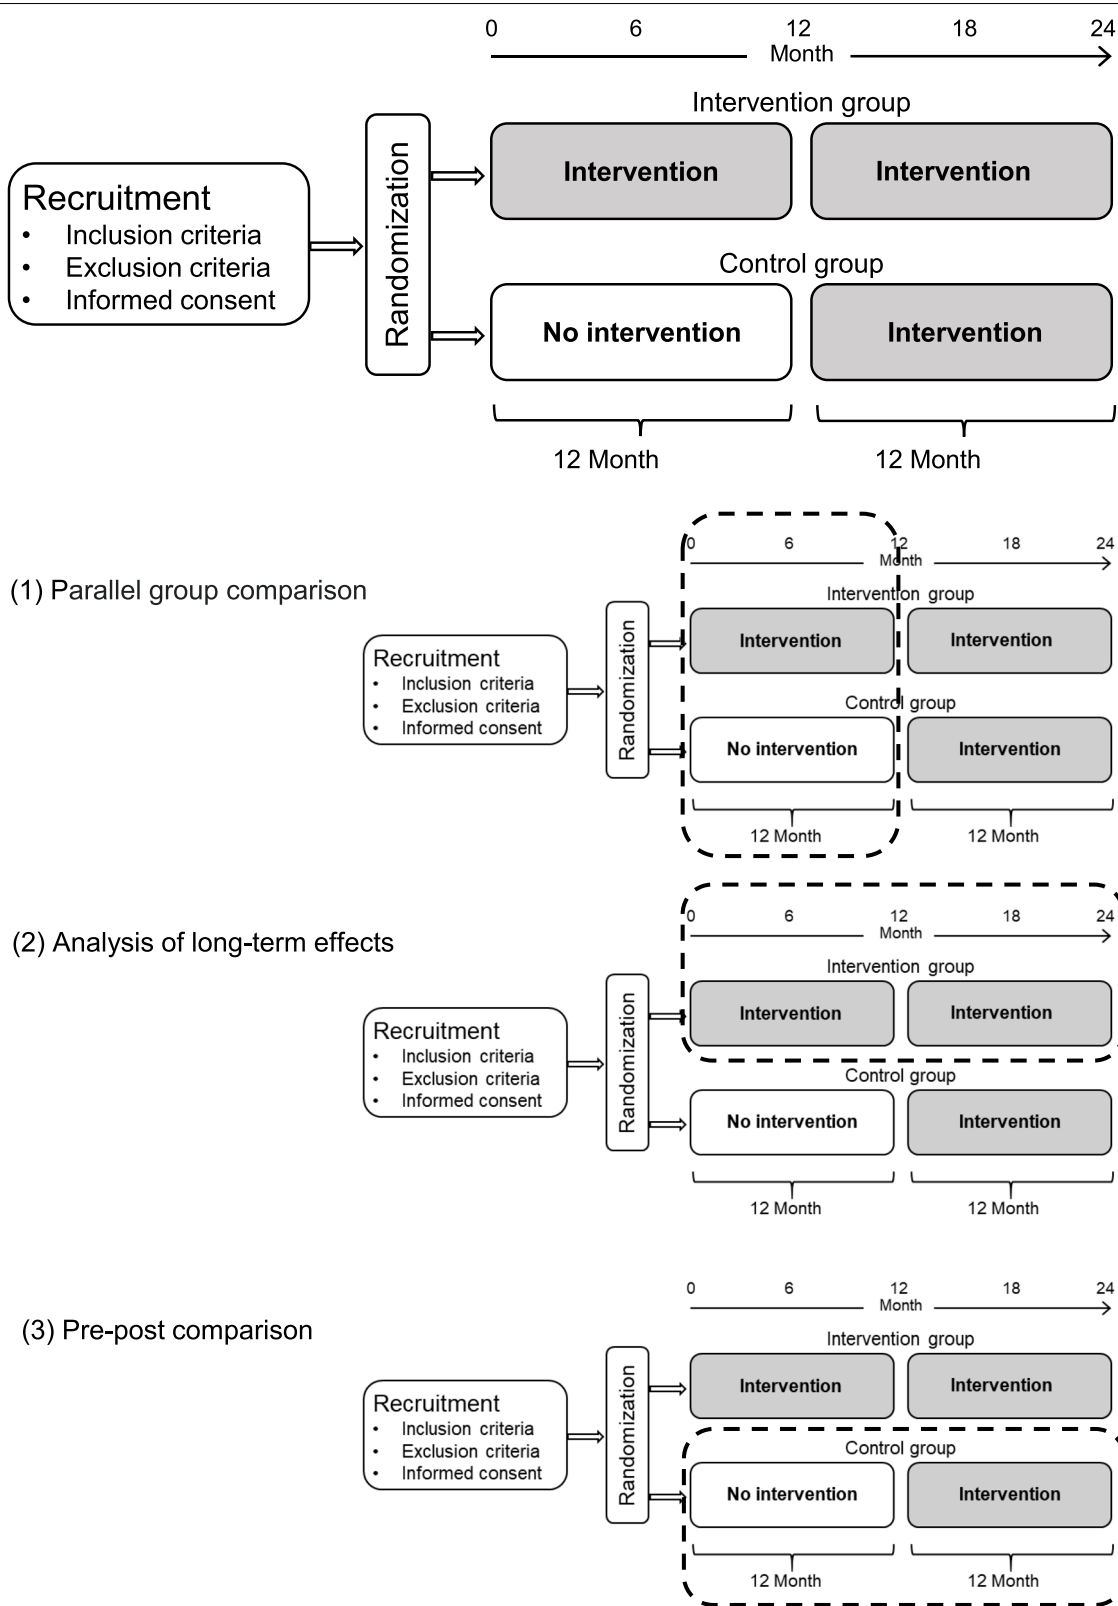 0 6 12 18 24
Month
Intervention group
Intervention Intervention
Recruitment
• Inclusion criteria
• Exclusion criteria
• Informed consent
Randomization
Control group
No intervention Intervention
12 Month 12 Month
(1) Parallel group comparison
0 6 12 18 24
Month
Intervention group
Intervention Intervention
Recruitment
• Inclusion criteria
• Exclusion criteria
• Informed consent
Randomization
Control group
No intervention Intervention
12 Month 12 Month
(2) Analysis of long-term effects
0 6 12 18 24
Month
Intervention group
Intervention Intervention
Recruitment
• Inclusion criteria
• Exclusion criteria
• Informed consent
Randomization
Control group
No intervention Intervention
12 Month 12 Month
(3) Pre-post comparison
0 6 12 18 24
Month
Intervention group
Intervention Intervention
Recruitment
• Inclusion criteria
• Exclusion criteria
• Informed consent
Randomization
Control group
No intervention Intervention
12 Month 12 Month